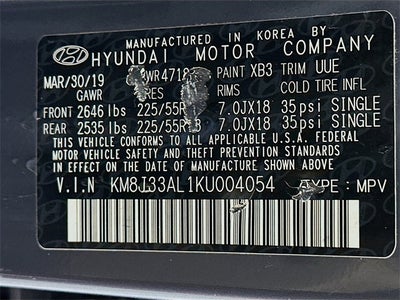 MANUFACTURED IN KOREA BY
HYUNDAI MOTOR COMPANY
MAR/30/19 PAINT XB3 TRIM UUE
GAWR RIMS COLD TIRE INFL
FRONT 2646 lbs 225/55R 7.0JX18 35psi SINGLE
REAR 2535 lbs 225/55R 7.0JX18 35psi SINGLE
THIS VEHICLE CONFORMS TO ALL APPLICABLE U.S.FEDERAL
MOTOR VEHICLE SAFETY BUMPER, AND THEFT PREVENTION STANDARDS
IN EFFECT ON THE DATE OF MANUFACTURE SHOWN ABOVE.
V.I.N KM8J33AL1KU004054 TYPE: MPV